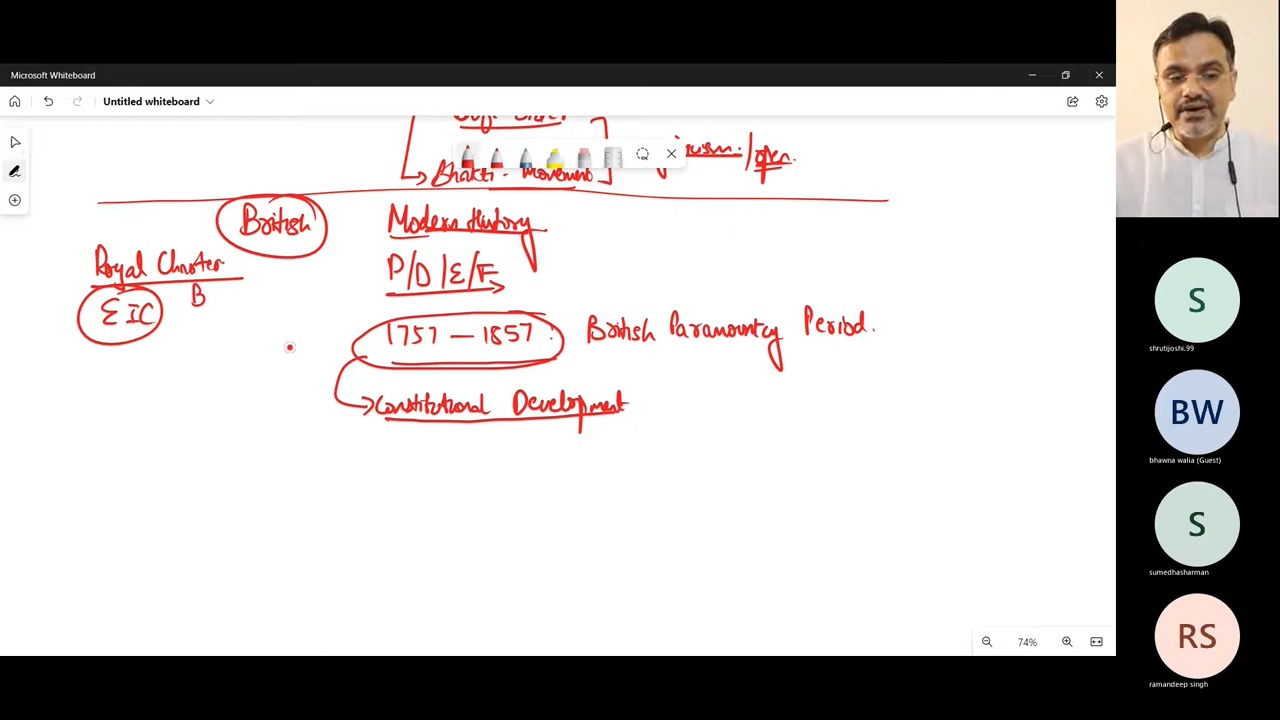 Microsoft Whiteboard
Untitled whiteboard
Bhakti - Movement
/open.
British
Modern History
Royal Charter
P/D/E/F
EIC
B
1757 — 1857
British Paramountcy Period.
Constitutional Development
74%
S
shrutijoshi.99
BW
bhawna walia (Guest)
S
sumedhasharman
RS
ramandeep singh